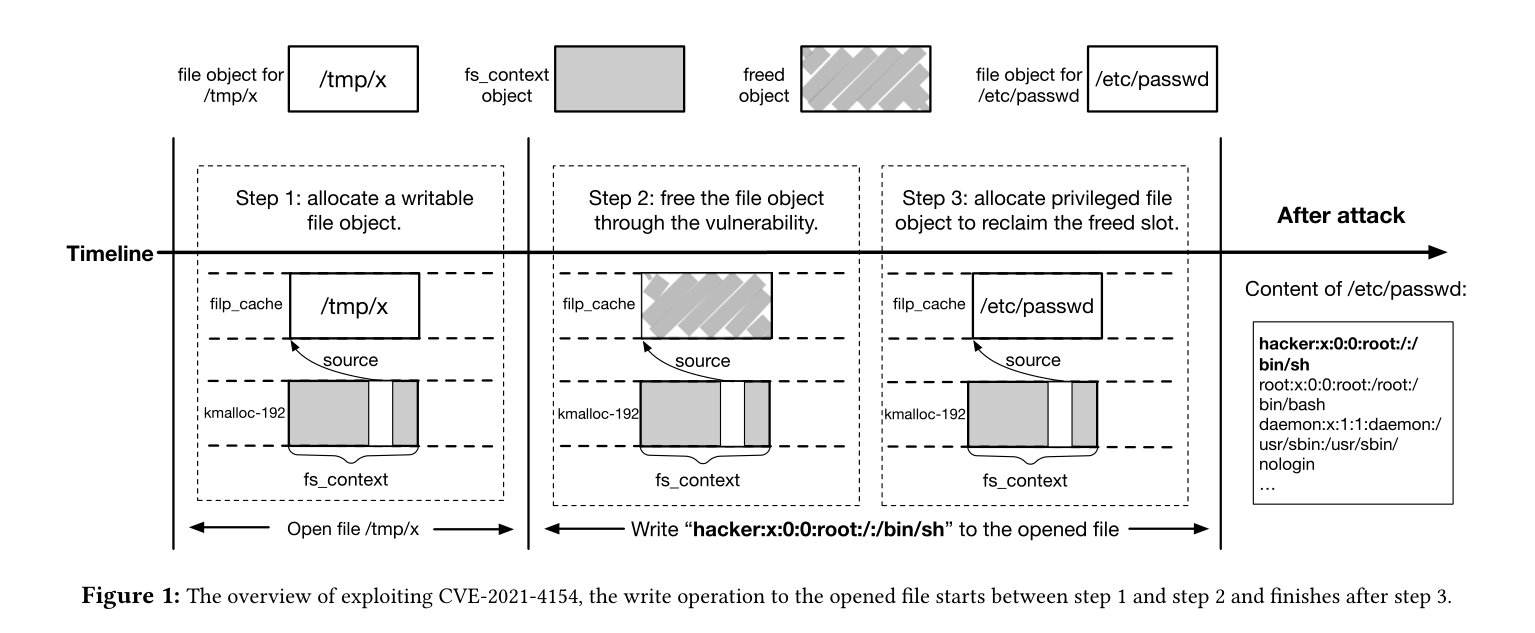 file object for
/tmp/x
/tmp/x
fs_context
object
freed
object
file object for
/etc/passwd
/etc/passwd
Step 1: allocate a writable
file object.
Step 2: free the file object
through the vulnerability.
Step 3: allocate privileged file
object to reclaim the freed slot.
After attack
Timeline
filp_cache
/tmp/x
source
kmalloc-192
fs_context
filp_cache
source
kmalloc-192
fs_context
filp_cache
/etc/passwd
source
kmalloc-192
fs_context
Content of /etc/passwd:
hacker:x:0:0:root:/:/
bin/sh
root:x:0:0:root:/root:/
bin/bash
daemon:x:1:1:daemon:/
usr/sbin:/usr/sbin/
nologin
...
Open file /tmp/x
Write “hacker:x:0:0:root:/:/bin/sh” to the opened file
Figure 1: The overview of exploiting CVE-2021-4154, the write operation to the opened file starts between step 1 and step 2 and finishes after step 3.